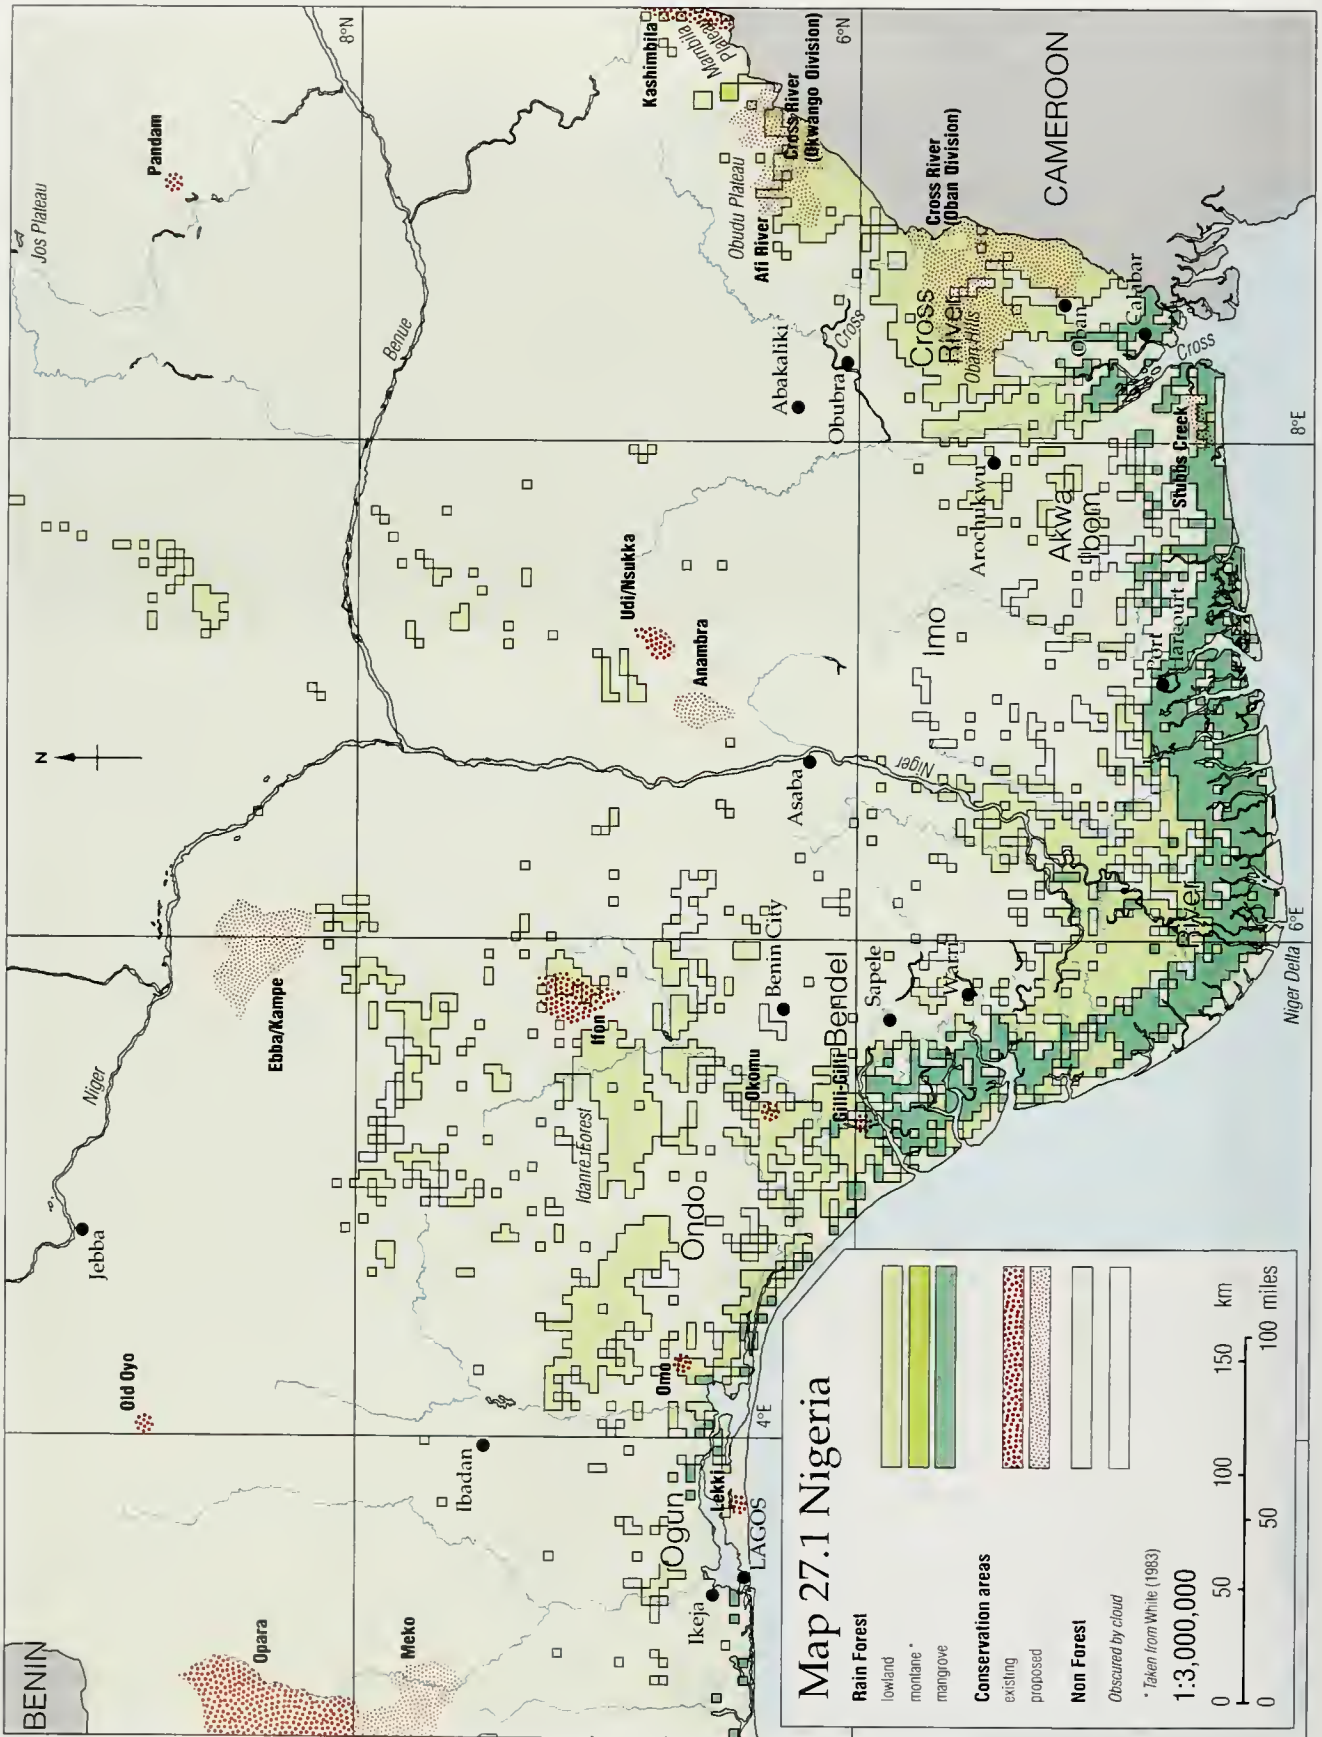 Map 27.1 Nigeria
Rain Forest
lowland
montane *
mangrove
Conservation areas
existing
proposed
Non Forest
Obscured by cloud
* Taken from White (1983)
1:3,000,000
0 50 100 150 km
0 50 100 miles
BENIN
Opara
Meko
Old Oyo
Jebba
Niger
Ebba/Kampe
N
Jos Plateau
Pandam
8°N
Benue
Kashimbila
Mambila
Plateau
6°N
Cross River
(Okwango Division)
Obudu Plateau
Afi River
Cross River
(Oban Division)
CAMEROON
Abakaliki
Obubra
Cross
Cross
River
Oban Hills
Oban
Calabar
Cross
Stubbs Creek
8°E
Udi/Nsukka
Anambra
Arochukwu
Akwa
Ibom
Imo
Port
Harcourt
Asaba
Niger
Ibadan
Idanre Forest
Ifon
Ondo
Omo
Okomu
Benin City
Gilli-Gilli
Bendel
Sapele
Warri
River
6°E
Niger Delta
Ogun
Lekki
4°E
Ikeja
LAGOS